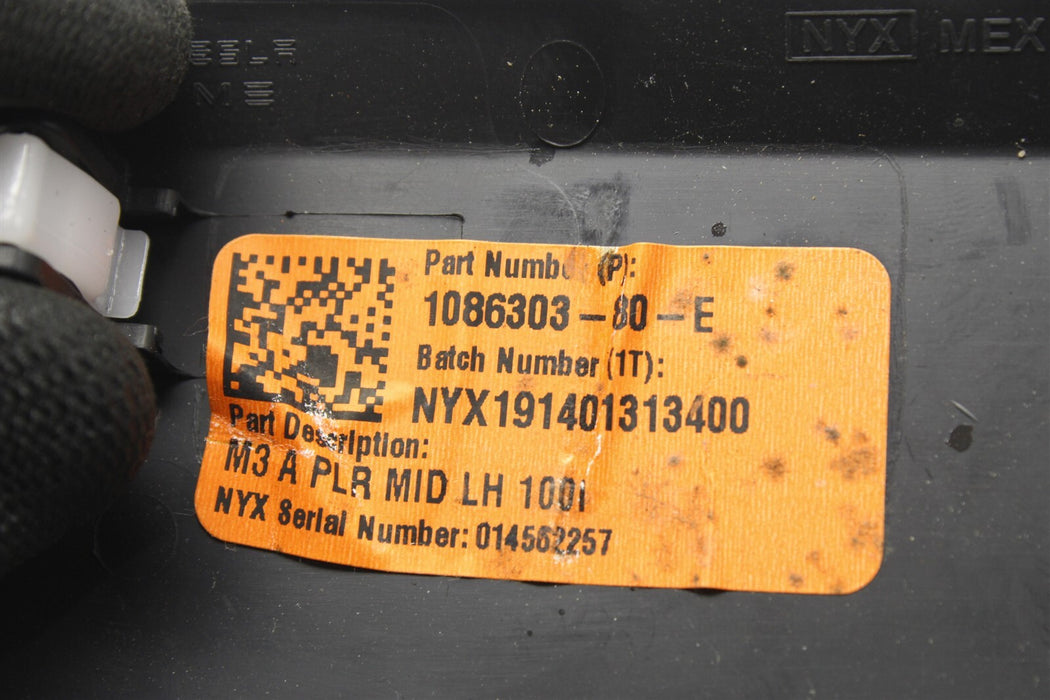 NYX MEX
Part Number (P):
1086303-80-E
Batch Number (1T):
NYX191401313400
Part Description:
M3 A PLR MID LH
NYX Serial Number: 014562257